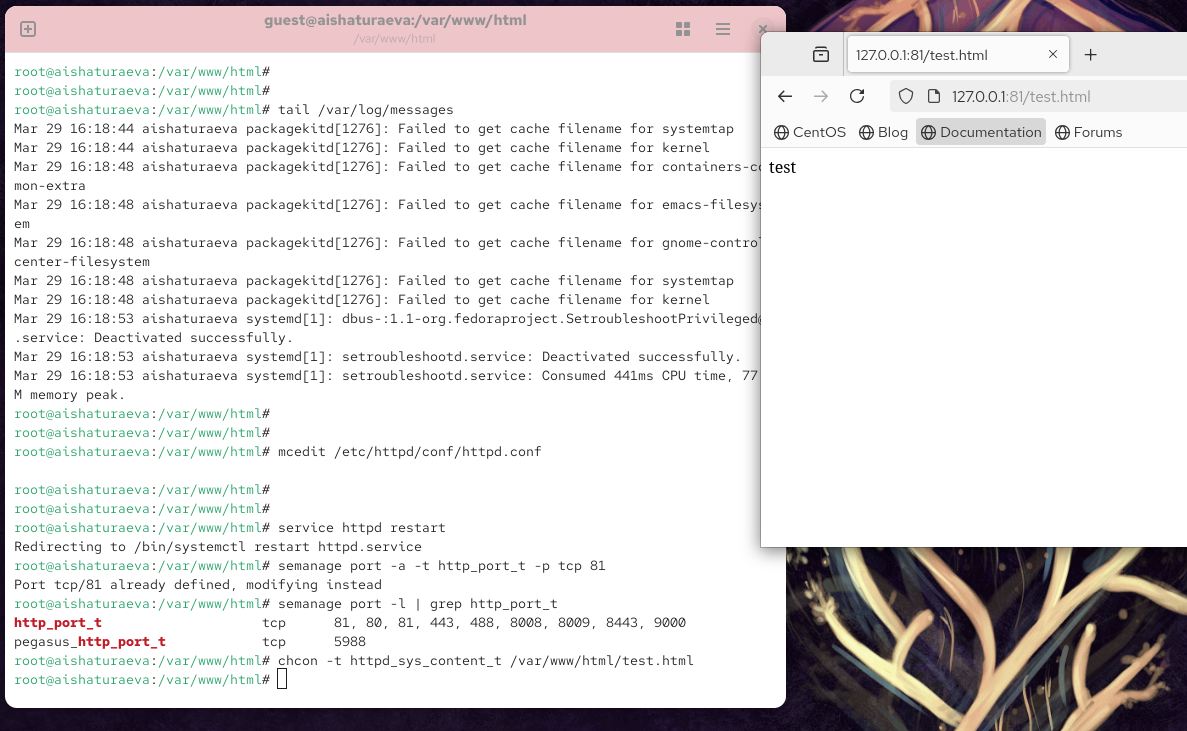 guest@aishaturaeva:/var/www/html
/var/www/html
root@aishaturaeva:/var/www/html#
root@aishaturaeva:/var/www/html#
root@aishaturaeva:/var/www/html# tail /var/log/messages
Mar 29 16:18:44 aishaturaeva packagekitd[1276]: Failed to get cache filename for systemtap
Mar 29 16:18:44 aishaturaeva packagekitd[1276]: Failed to get cache filename for kernel
Mar 29 16:18:48 aishaturaeva packagekitd[1276]: Failed to get cache filename for containers-co
mon-extra
Mar 29 16:18:48 aishaturaeva packagekitd[1276]: Failed to get cache filename for emacs-filesys
em
Mar 29 16:18:48 aishaturaeva packagekitd[1276]: Failed to get cache filename for gnome-control
center-filesystem
Mar 29 16:18:48 aishaturaeva packagekitd[1276]: Failed to get cache filename for systemtap
Mar 29 16:18:48 aishaturaeva packagekitd[1276]: Failed to get cache filename for kernel
Mar 29 16:18:53 aishaturaeva systemd[1]: dbus-:1.1-org.fedoraproject.SetroubleshootPrivileged@
.service: Deactivated successfully.
Mar 29 16:18:53 aishaturaeva systemd[1]: setroubleshootd.service: Deactivated successfully.
Mar 29 16:18:53 aishaturaeva systemd[1]: setroubleshootd.service: Consumed 441ms CPU time, 77
M memory peak.
root@aishaturaeva:/var/www/html#
root@aishaturaeva:/var/www/html#
root@aishaturaeva:/var/www/html# mcedit /etc/httpd/conf/httpd.conf
root@aishaturaeva:/var/www/html#
root@aishaturaeva:/var/www/html#
root@aishaturaeva:/var/www/html# service httpd restart
Redirecting to /bin/systemctl restart httpd.service
root@aishaturaeva:/var/www/html# semanage port -a -t http_port_t -p tcp 81
Port tcp/81 already defined, modifying instead
root@aishaturaeva:/var/www/html# semanage port -l | grep http_port_t
http_port_t tcp 81, 80, 81, 443, 488, 8008, 8009, 8443, 9000
pegasus_http_port_t tcp 5988
root@aishaturaeva:/var/www/html# chcon -t httpd_sys_content_t /var/www/html/test.html
root@aishaturaeva:/var/www/html#
127.0.0.1:81/test.html
127.0.0.1:81/test.html
CentOS Blog Documentation Forums
test